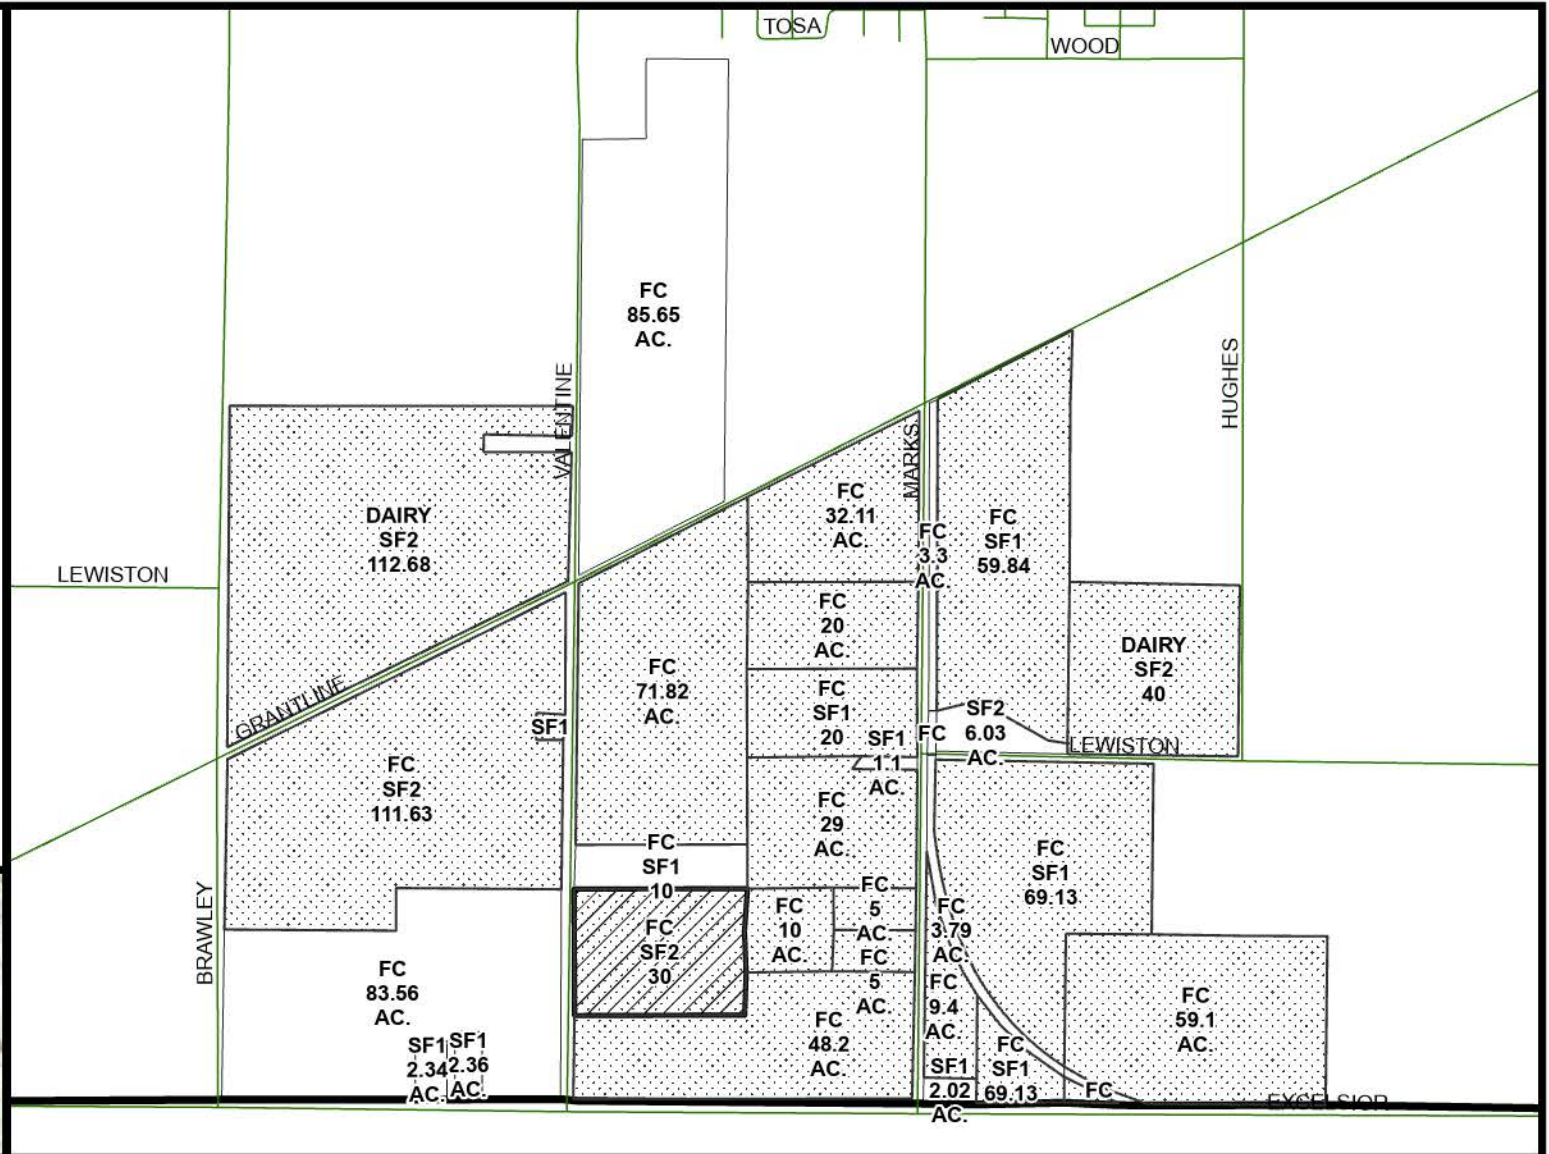 TOSA
WOOD
FC
85.65
AC.
VALENTINE
HUGHES
MARKS
DAIRY
SF2
112.68
FC
32.11
AC.
FC
3.3
AC.
FC
SF1
59.84
LEWISTON
FC
20
AC.
DAIRY
SF2
40
GRANTLINE
SF1
FC
71.82
AC.
FC
SF1
20
SF1
1.1
AC.
FC
SF2
6.03
AC.
LEWISTON
FC
SF2
111.63
FC
29
AC.
FC
SF1
10
FC
SF1
69.13
BRAWLEY
FC
SF2
30
FC
10
AC.
FC
5
AC.
FC
5
AC.
FC
3.79
AC.
FC
9.4
AC.
FC
83.56
AC.
SF1
2.34
AC.
SF1
2.36
AC.
FC
48.2
AC.
SF1
2.02
AC.
FC
SF1
69.13
FC
FC
59.1
AC.
EXCELSIOR